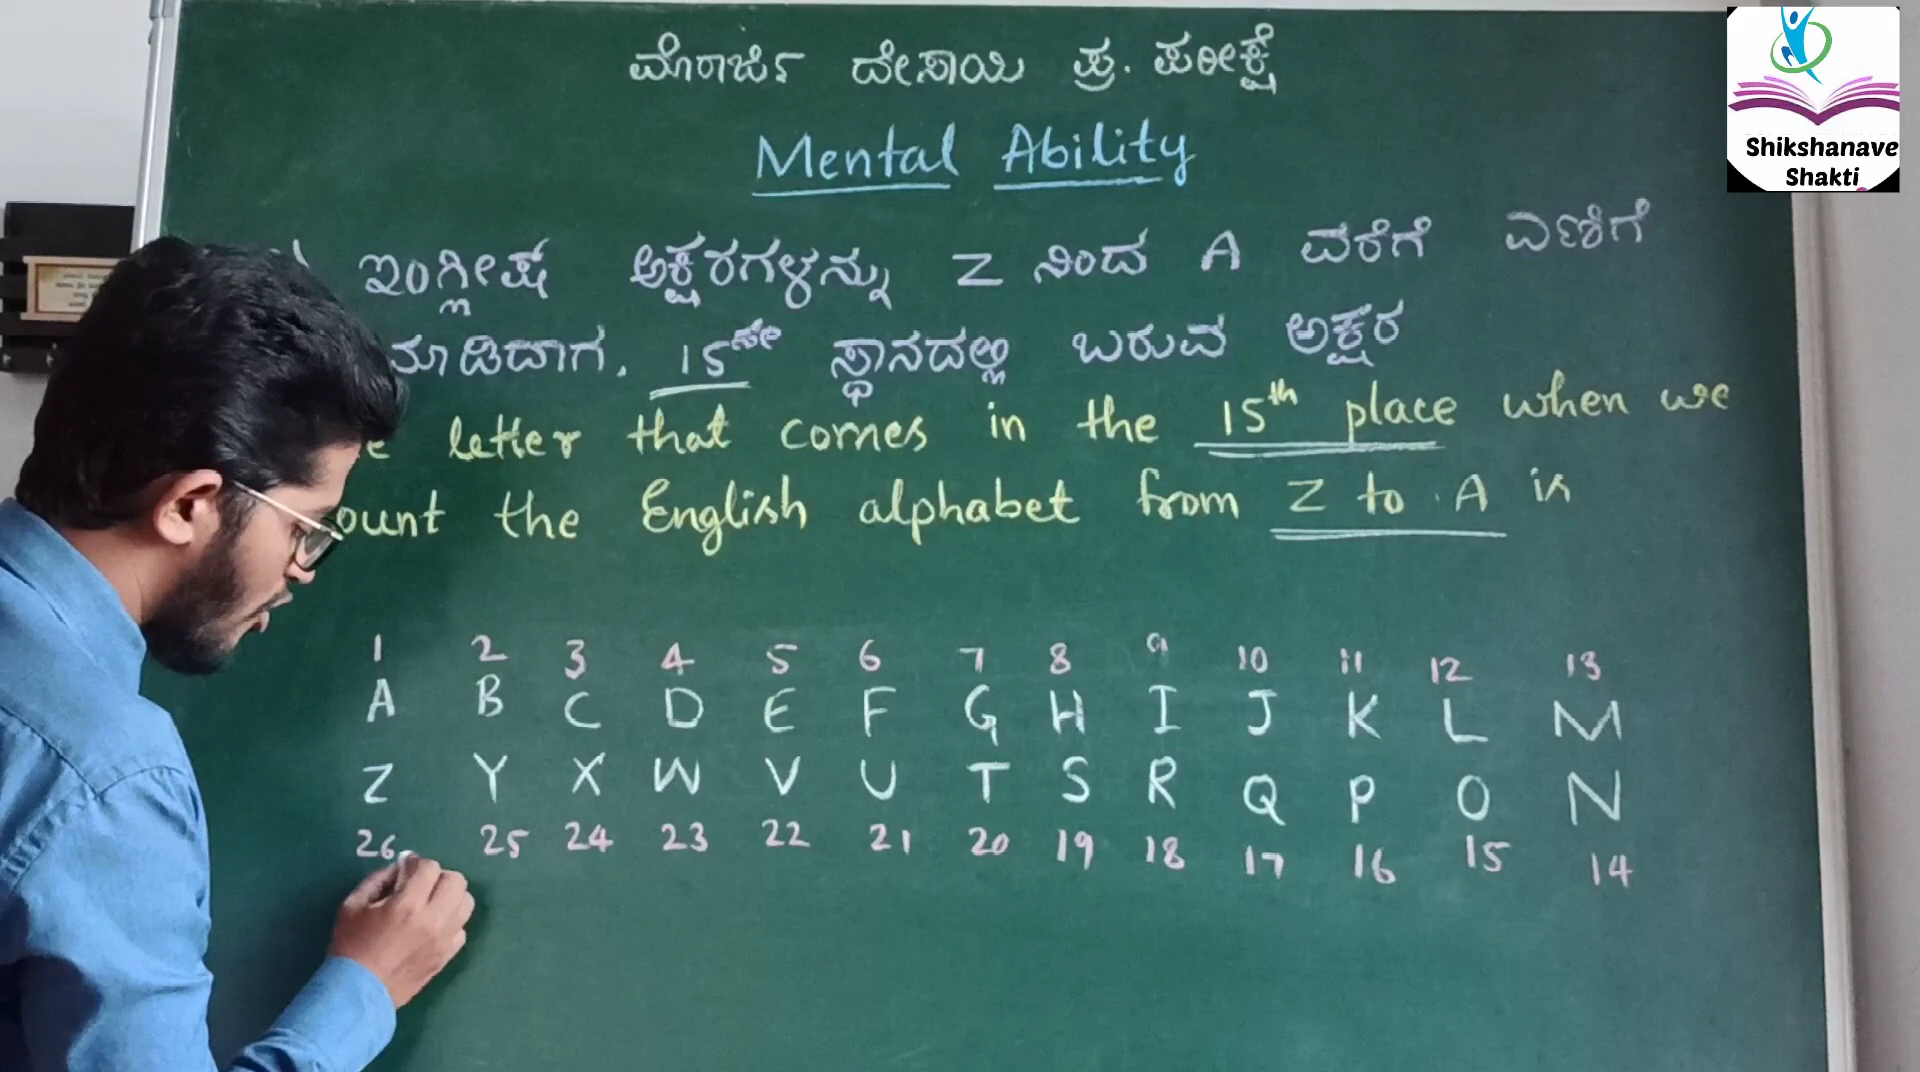 ಮೊರಾರ್ಜಿ ದೇಸಾಯಿ ಪ್ರ. ಪರೀಕ್ಷೆ
Mental Ability
Shikshanave
Shakti
ಇಂಗ್ಲೀಷ್ ಅಕ್ಷರಗಳನ್ನು Z ನಿಂದ A ವರೆಗೆ ಎಣಿಗೆ
ಮಾಡಿದಾಗ, 15ನೇ ಸ್ಥಾನದಲ್ಲಿ ಬರುವ ಅಕ್ಷರ
letter that comes in the 15th place when we
ount the English alphabet from Z to A is
1 2 3 4 5 6 7 8 9 10 11 12 13
A B C D E F G H I J K L M
Z Y X W V U T S R Q P O N
26 25 24 23 22 21 20 19 18 17 16 15 14